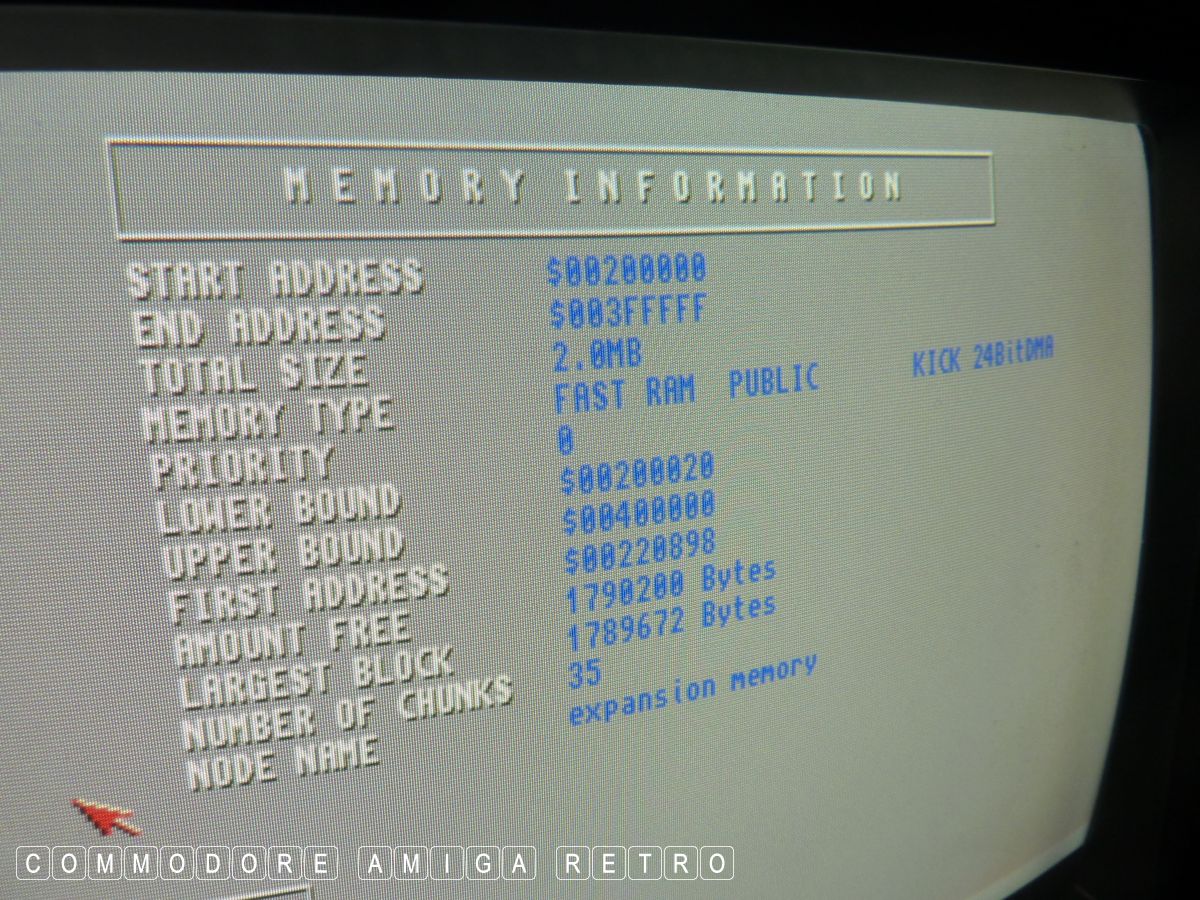 MEMORY INFORMATION
START ADDRESS $00200000
END ADDRESS $003FFFFF
TOTAL SIZE 2.0MB
MEMORY TYPE FAST RAM PUBLIC KICK 24BitDMA
PRIORITY 0
LOWER BOUND $00200020
UPPER BOUND $00400000
FIRST ADDRESS $00220898
AMOUNT FREE 1790200 Bytes
LARGEST BLOCK 1789672 Bytes
NUMBER OF CHUNKS 35
NODE NAME expansion memory
COMMODORE AMIGA RETRO